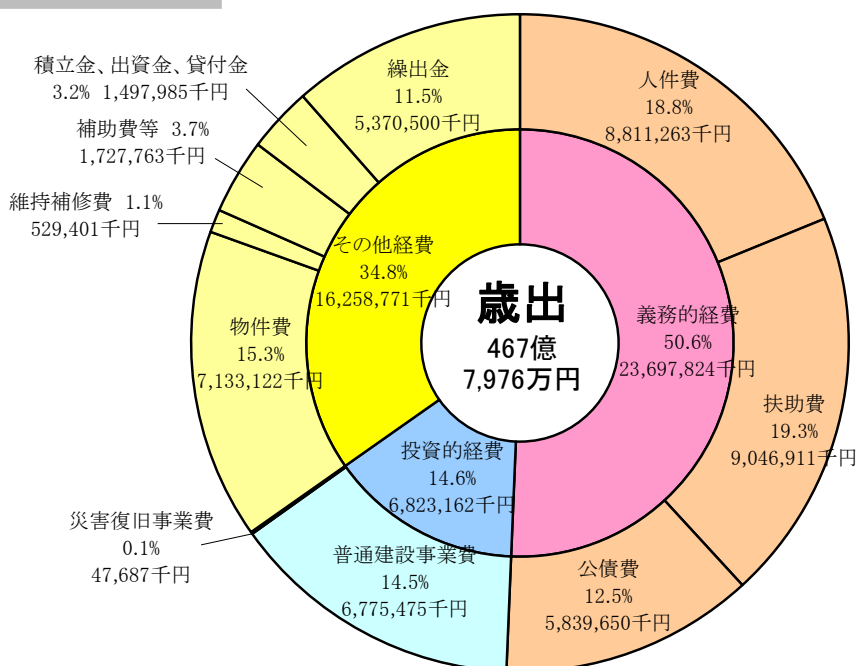 歳出
467億
7,976万円
義務的経費
50.6%
23,697,824千円
人件費
18.8%
8,811,263千円
扶助費
19.3%
9,046,911千円
公債費
12.5%
5,839,650千円
投資的経費
14.6%
6,823,162千円
普通建設事業費
14.5%
6,775,475千円
災害復旧事業費
0.1%
47,687千円
その他経費
34.8%
16,258,771千円
物件費
15.3%
7,133,122千円
維持補修費 1.1%
529,401千円
補助費等 3.7%
1,727,763千円
積立金、出資金、貸付金
3.2% 1,497,985千円
繰出金
11.5%
5,370,500千円